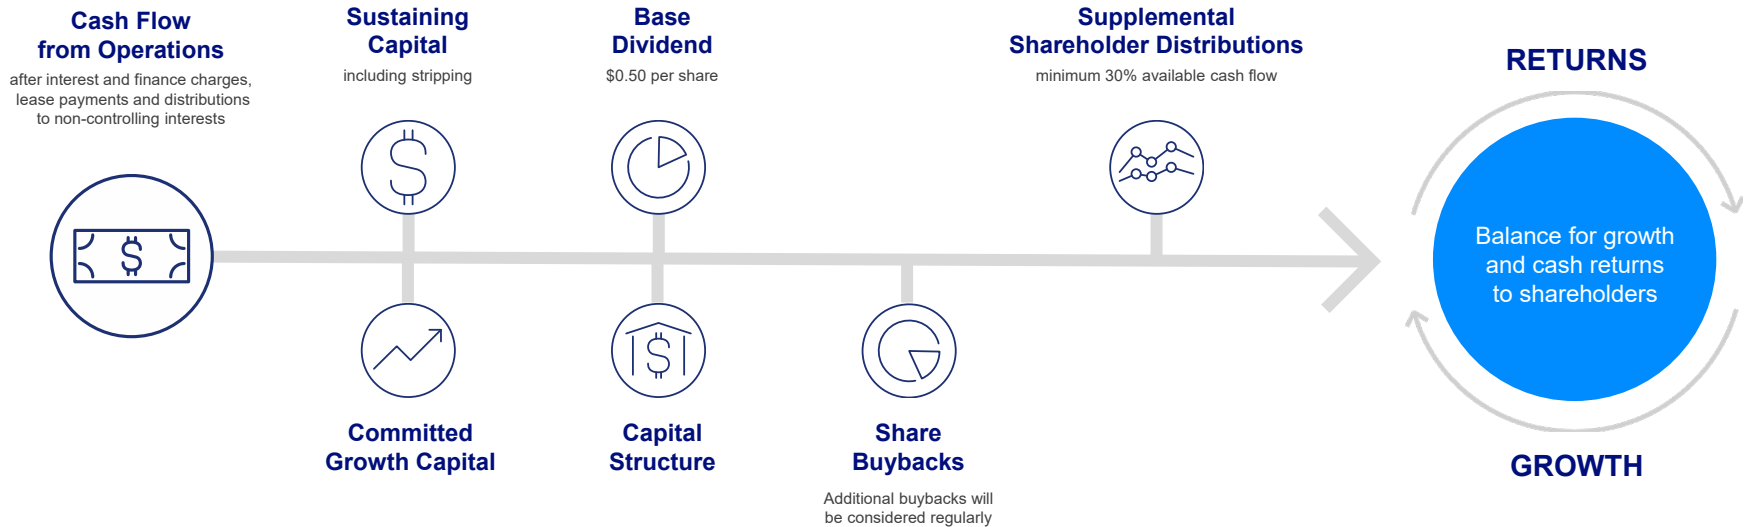 Cash Flow
from Operations
after interest and finance charges,
lease payments and distributions
to non-controlling interests
$
Sustaining
Capital
including stripping
$
Committed
Growth Capital
Base
Dividend
$0.50 per share
$
Capital
Structure
Share
Buybacks
Additional buybacks will
be considered regularly
Supplemental
Shareholder Distributions
minimum 30% available cash flow
RETURNS
Balance for growth
and cash returns
to shareholders
GROWTH